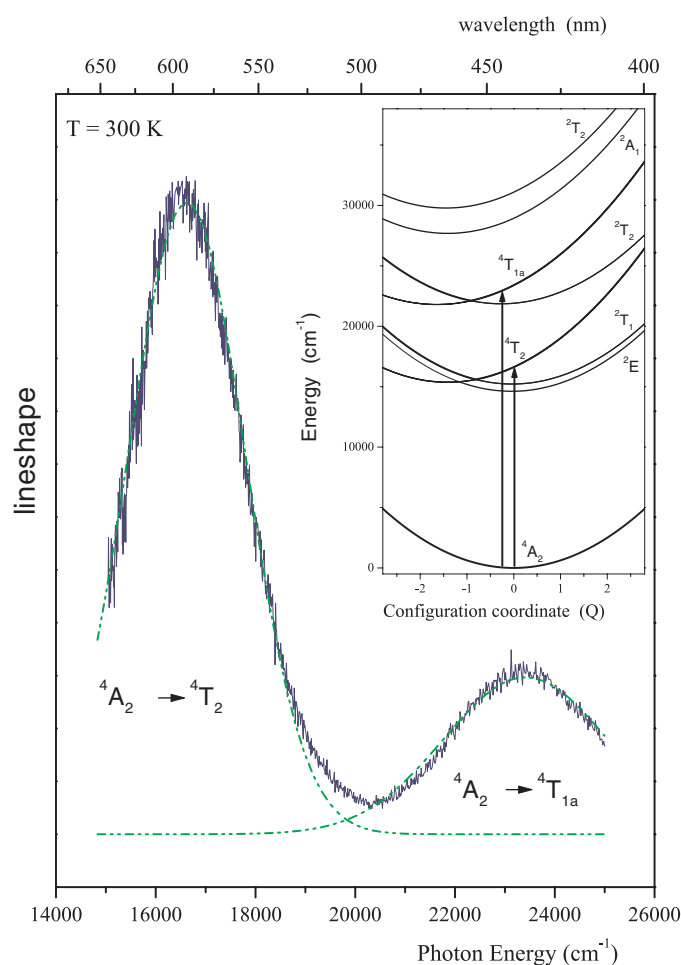 wavelength (nm)
650 600 550 500 450 400
T = 300 K
lineshape
⁴A₂ → ⁴T₂
⁴A₂ → ⁴T₁ₐ
14000 16000 18000 20000 22000 24000 26000
Photon Energy (cm⁻¹)
Energy (cm⁻¹)
30000
20000
10000
0
²T₂
²A₁
⁴T₁ₐ
²T₂
⁴T₂
²T₁
²E
⁴A₂
-2 -1 0 1 2
Configuration coordinate (Q)